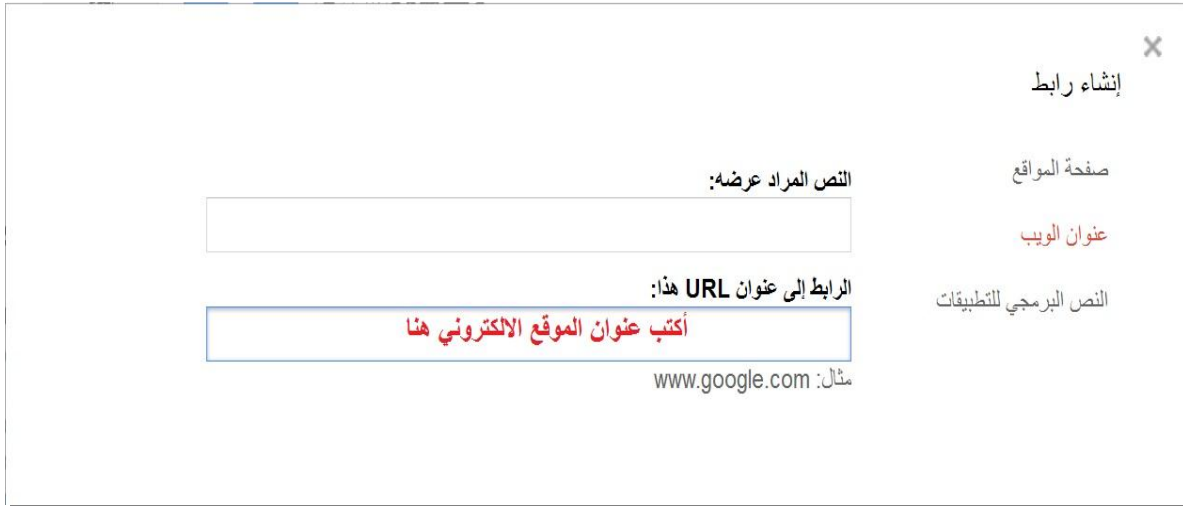 إنشاء رابط
صفحة المواقع
عنوان الويب
النص البرمجي للتطبيقات
النص المراد عرضه:
الرابط إلى عنوان URL هذا:
أكتب عنوان الموقع الالكتروني هنا
مثال: www.google.com